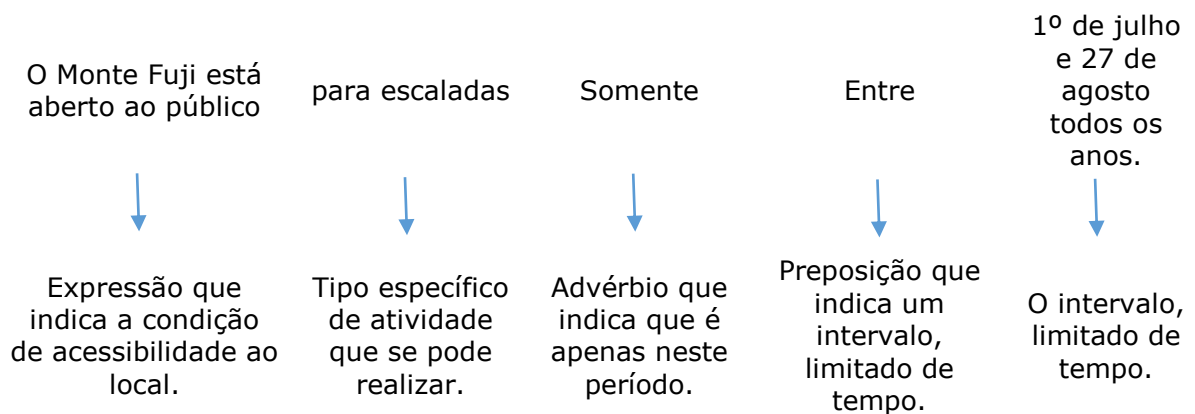 O Monte Fuji está
aberto ao público
para escaladas
Somente
Entre
1º de julho
e 27 de
agosto
todos os
anos.
Expressão que
indica a condição
de acessibilidade ao
local.
Tipo específico
de atividade
que se pode
realizar.
Advérbio que
indica que é
apenas neste
período.
Preposição que
indica um
intervalo,
limitado de
tempo.
O intervalo,
limitado de
tempo.